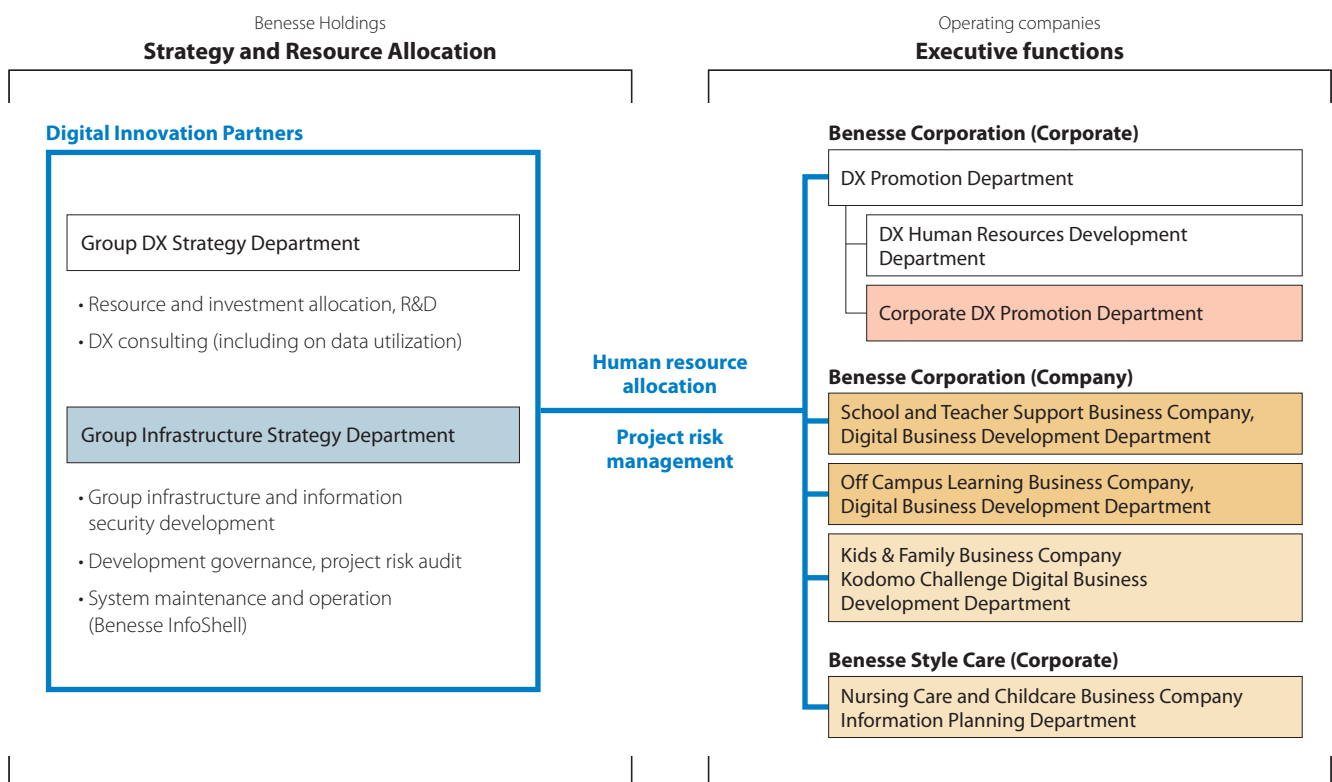 Benesse Holdings
Strategy and Resource Allocation
Digital Innovation Partners
Group DX Strategy Department
• Resource and investment allocation, R&D
• DX consulting (including on data utilization)
Group Infrastructure Strategy Department
• Group infrastructure and information
security development
• Development governance, project risk audit
• System maintenance and operation
(Benesse InfoShell)
Human resource
allocation
Project risk
management
Operating companies
Executive functions
Benesse Corporation (Corporate)
DX Promotion Department
DX Human Resources Development
Department
Corporate DX Promotion Department
Benesse Corporation (Company)
School and Teacher Support Business Company,
Digital Business Development Department
Off Campus Learning Business Company,
Digital Business Development Department
Kids & Family Business Company
Kodomo Challenge Digital Business
Development Department
Benesse Style Care (Corporate)
Nursing Care and Childcare Business Company
Information Planning Department